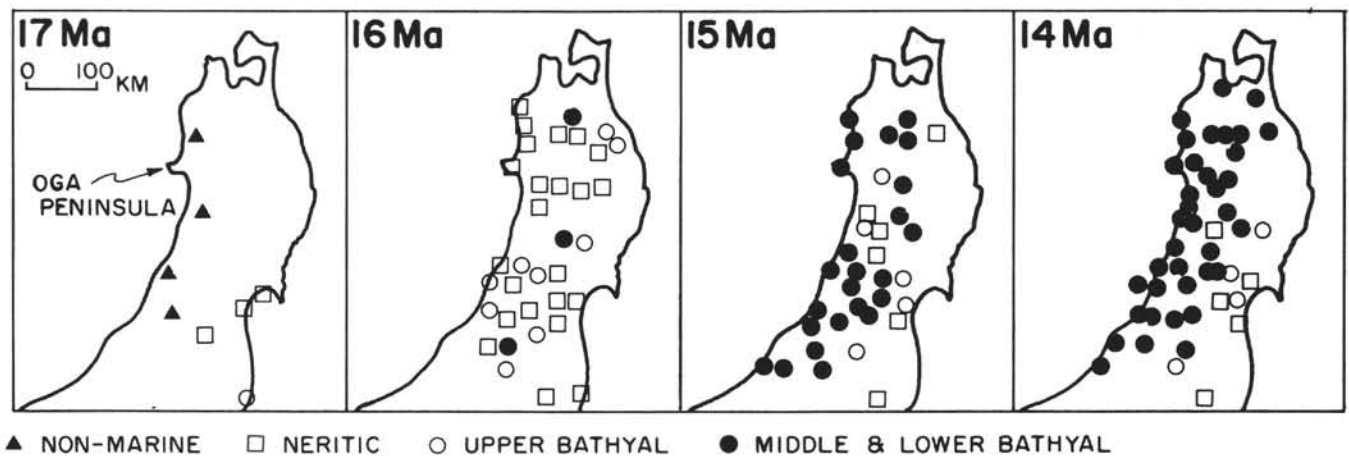 17 Ma
16 Ma
15 Ma
14 Ma
0 100 KM
OGA
PENINSULA
▲ NON-MARINE □ NERITIC ○ UPPER BATHYAL ● MIDDLE & LOWER BATHYAL